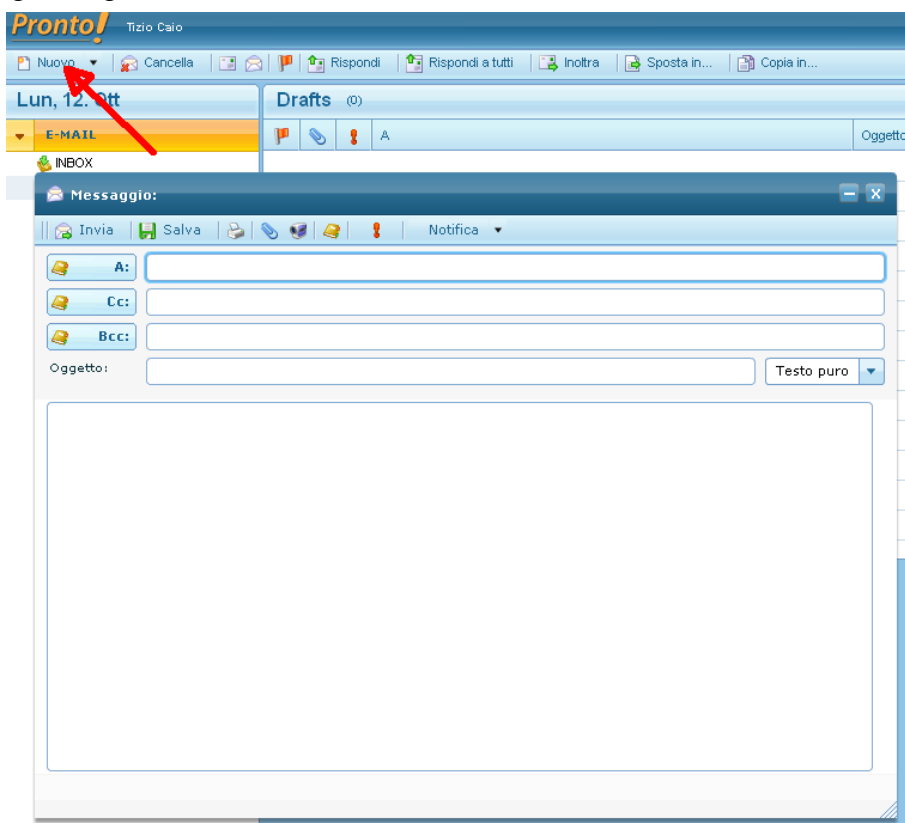 Pronto! Tizio Caio
Nuovo Cancella Rispondi Rispondi a tutti Inoltra Sposta in... Copia in...
Lun, 12. Ott Drafts (0)
E-MAIL A Oggetto
INBOX
Messaggio:
Invia Salva Notifica
A:
Cc:
Bcc:
Oggetto: Testo puro